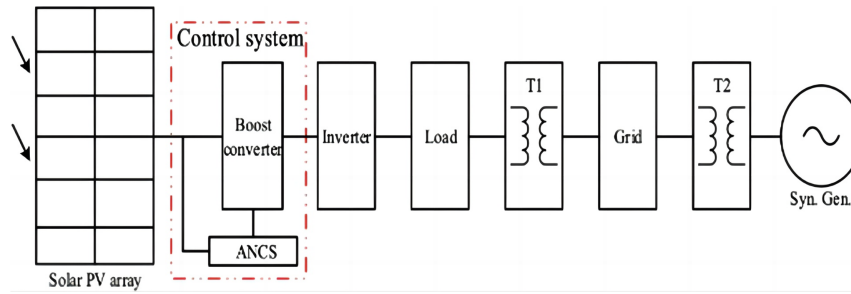 Control system
Boost
converter
Inverter
Load
T1
Grid
T2
Syn. Gen.
ANCS
Solar PV array